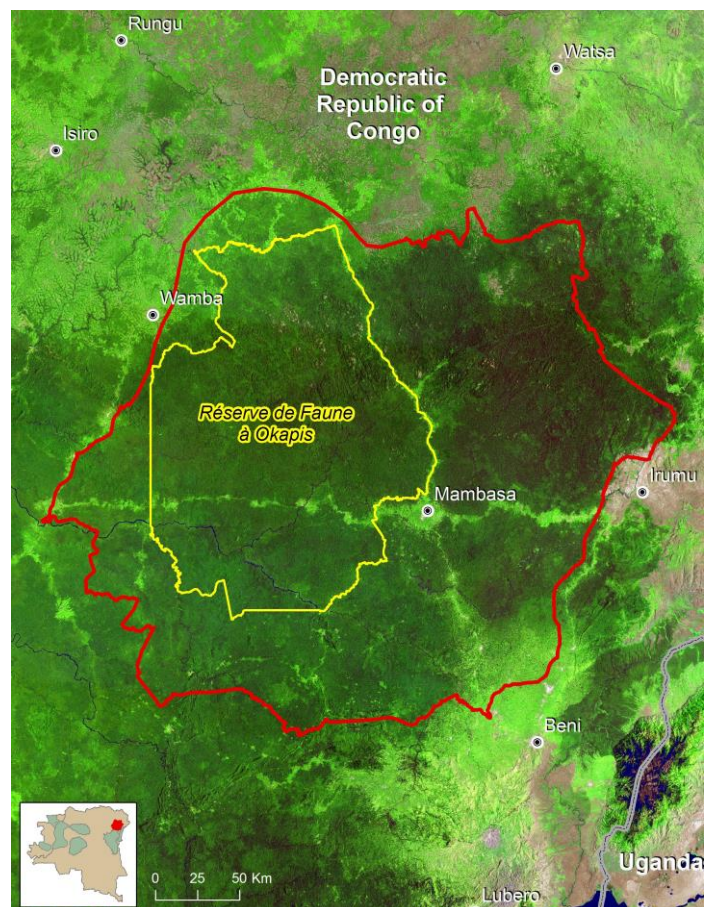 Rungu
Watsa
Democratic
Republic of
Congo
Isiro
Wamba
Réserve de Faune
à Okapis
Irumu
Mambasa
Beni
Uganda
0 25 50 Km
Lubero